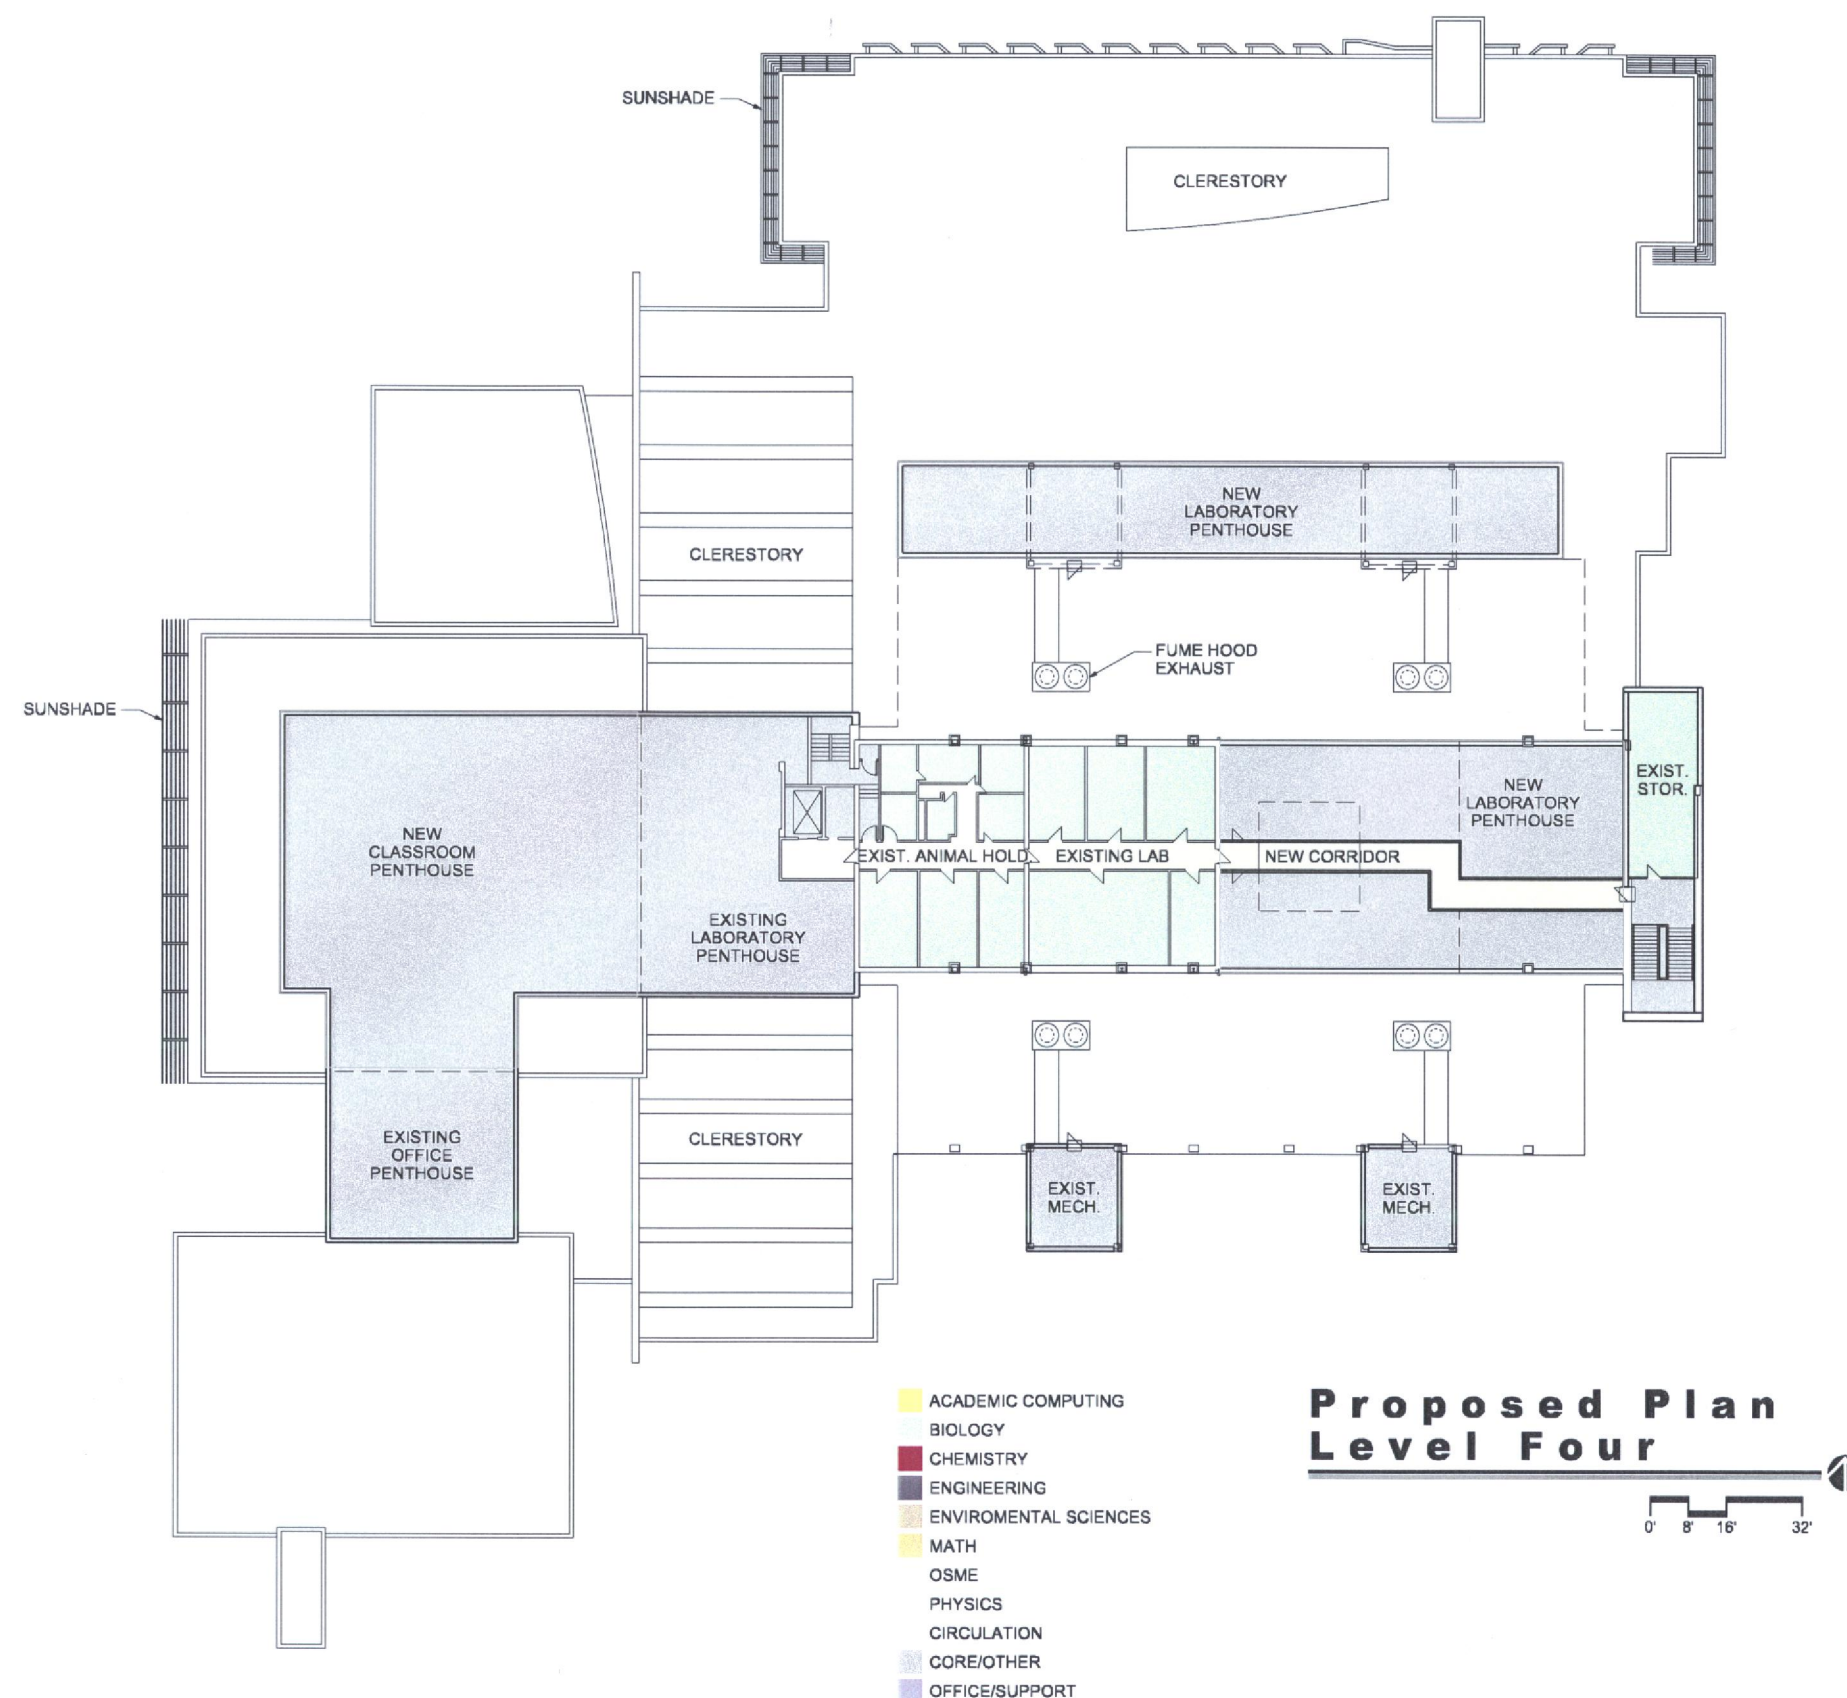 SUNSHADE
CLERESTORY
NEW
LABORATORY
PENTHOUSE
CLERESTORY
FUME HOOD
EXHAUST
SUNSHADE
EXIST.
STOR.
NEW
LABORATORY
PENTHOUSE
NEW
CLASSROOM
PENTHOUSE
EXIST. ANIMAL HOLD
EXISTING LAB
NEW CORRIDOR
EXISTING
LABORATORY
PENTHOUSE
EXISTING
OFFICE
PENTHOUSE
CLERESTORY
EXIST.
MECH.
EXIST.
MECH.
ACADEMIC COMPUTING
BIOLOGY
CHEMISTRY
ENGINEERING
ENVIROMENTAL SCIENCES
MATH
OSME
PHYSICS
CIRCULATION
CORE/OTHER
OFFICE/SUPPORT
Proposed Plan
Level Four
0' 8' 16' 32'